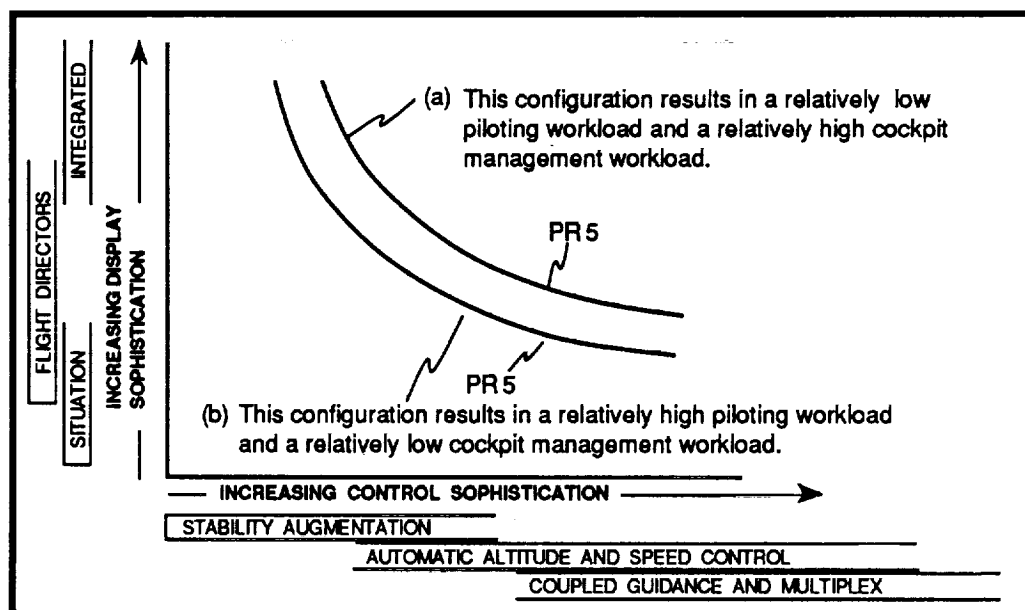 (a) This configuration results in a relatively low
piloting workload and a relatively high cockpit
management workload.
PR 5
PR 5
(b) This configuration results in a relatively high piloting workload
and a relatively low cockpit management workload.
FLIGHT DIRECTORS
INTEGRATED
SITUATION
INCREASING DISPLAY
SOPHISTICATION
INCREASING CONTROL SOPHISTICATION
STABILITY AUGMENTATION
AUTOMATIC ALTITUDE AND SPEED CONTROL
COUPLED GUIDANCE AND MULTIPLEX